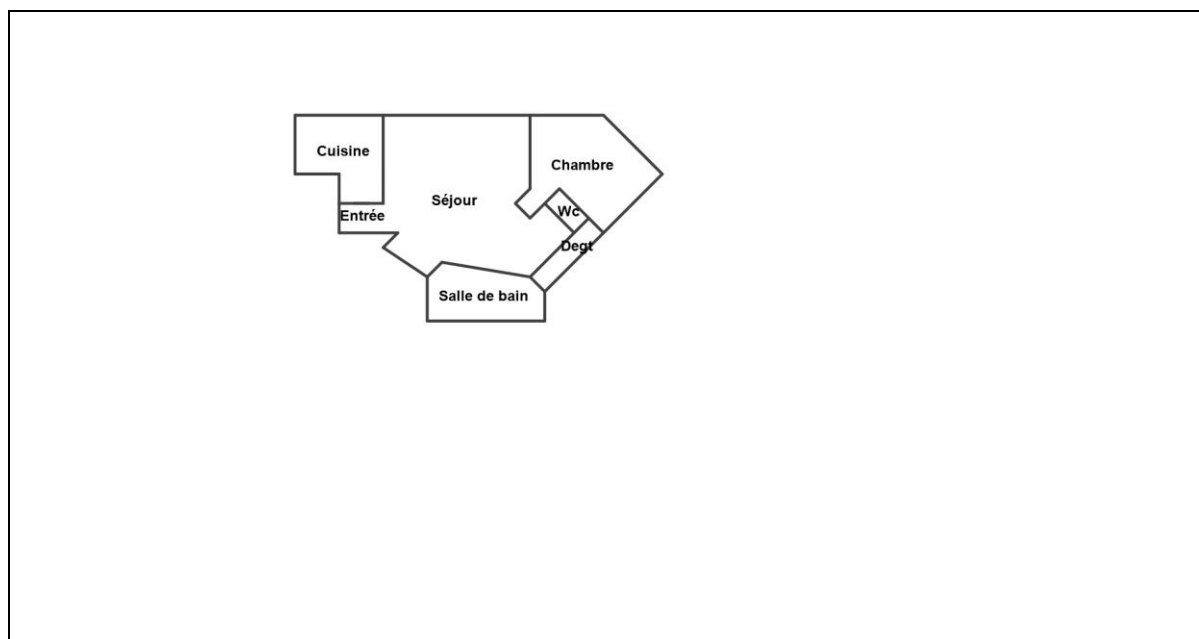 Cuisine
Chambre
Séjour
Wc
Entrée
Degt
Salle de bain